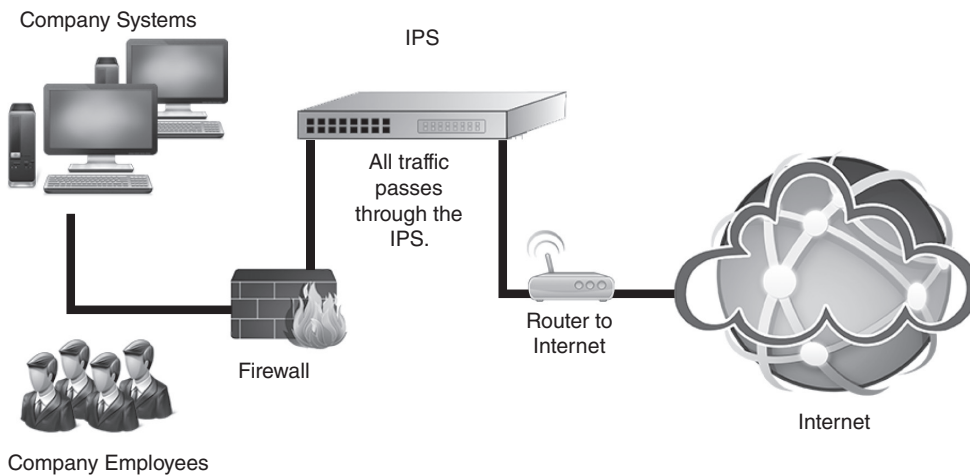 Company Systems
IPS
All traffic
passes
through the
IPS.
Router to
Internet
Firewall
Internet
Company Employees